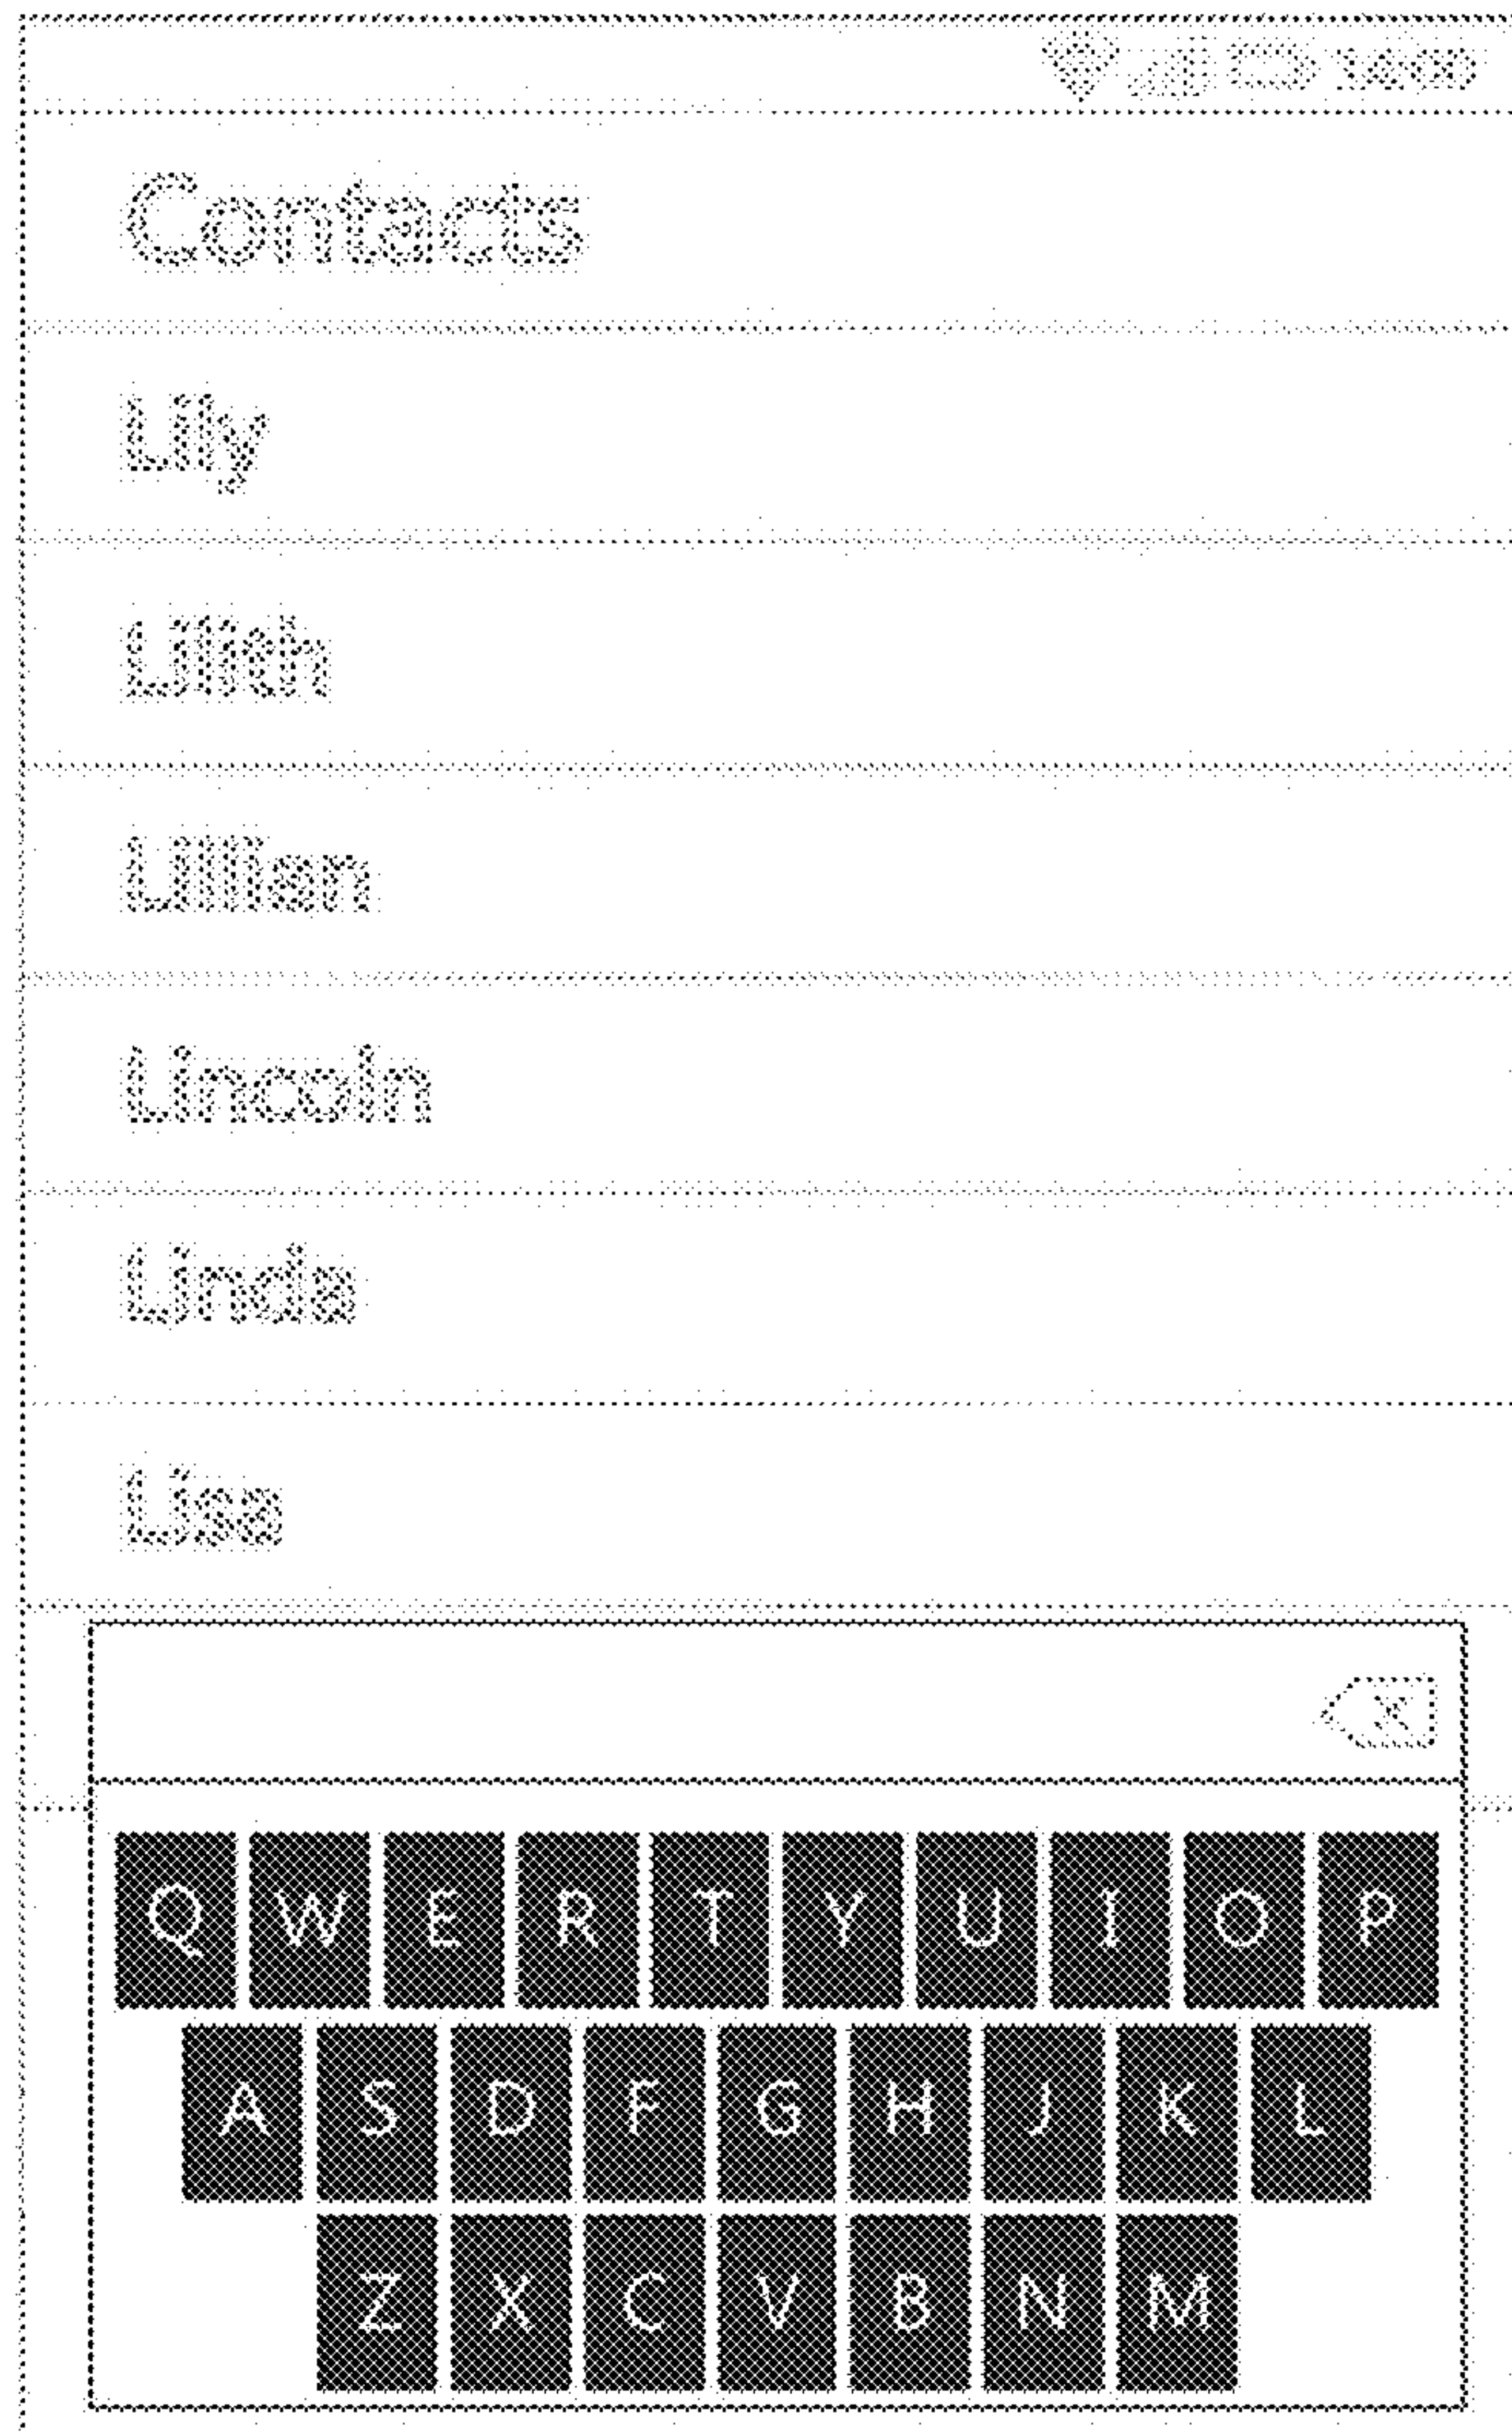 Contacts
Lily
Lilith
Lillian
Lincoln
Linda
Lisa
Q W E R T Y U I O P
A S D F G H J K L
Z X C V B N M